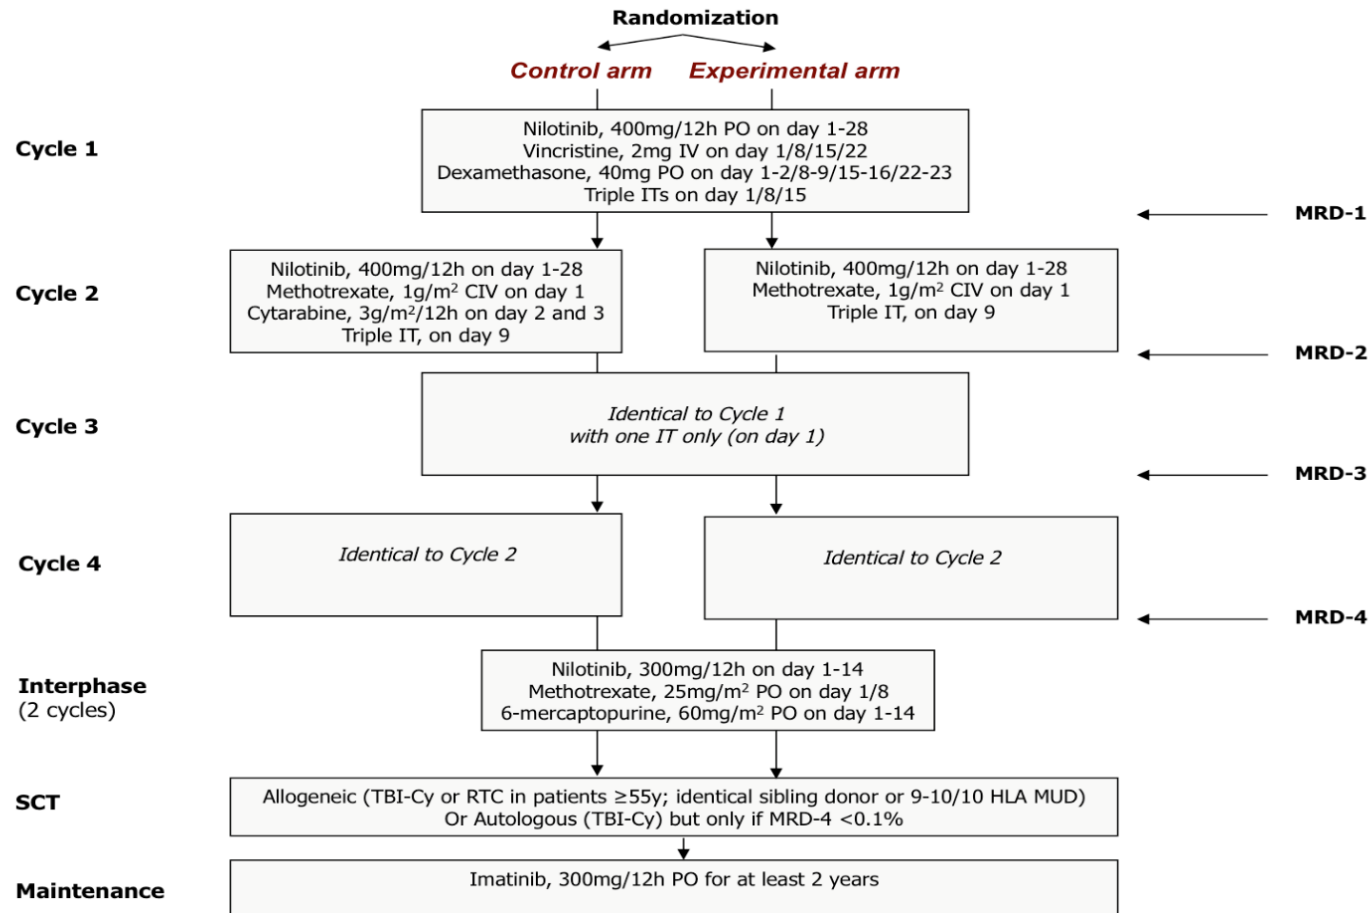 Randomization
Control arm
Experimental arm
Cycle 1
Nilotinib, 400mg/12h PO on day 1-28
Vincristine, 2mg IV on day 1/8/15/22
Dexamethasone, 40mg PO on day 1-2/8-9/15-16/22-23
Triple ITs on day 1/8/15
MRD-1
Cycle 2
Nilotinib, 400mg/12h on day 1-28
Methotrexate, 1g/m² CIV on day 1
Cytarabine, 3g/m²/12h on day 2 and 3
Triple IT, on day 9
Nilotinib, 400mg/12h on day 1-28
Methotrexate, 1g/m² CIV on day 1
Triple IT, on day 9
MRD-2
Cycle 3
Identical to Cycle 1
with one IT only (on day 1)
MRD-3
Cycle 4
Identical to Cycle 2
Identical to Cycle 2
MRD-4
Interphase
(2 cycles)
Nilotinib, 300mg/12h on day 1-14
Methotrexate, 25mg/m² PO on day 1/8
6-mercaptopurine, 60mg/m² PO on day 1-14
SCT
Allogeneic (TBI-Cy or RTC in patients ≥55y; identical sibling donor or 9-10/10 HLA MUD)
Or Autologous (TBI-Cy) but only if MRD-4 <0.1%
Maintenance
Imatinib, 300mg/12h PO for at least 2 years